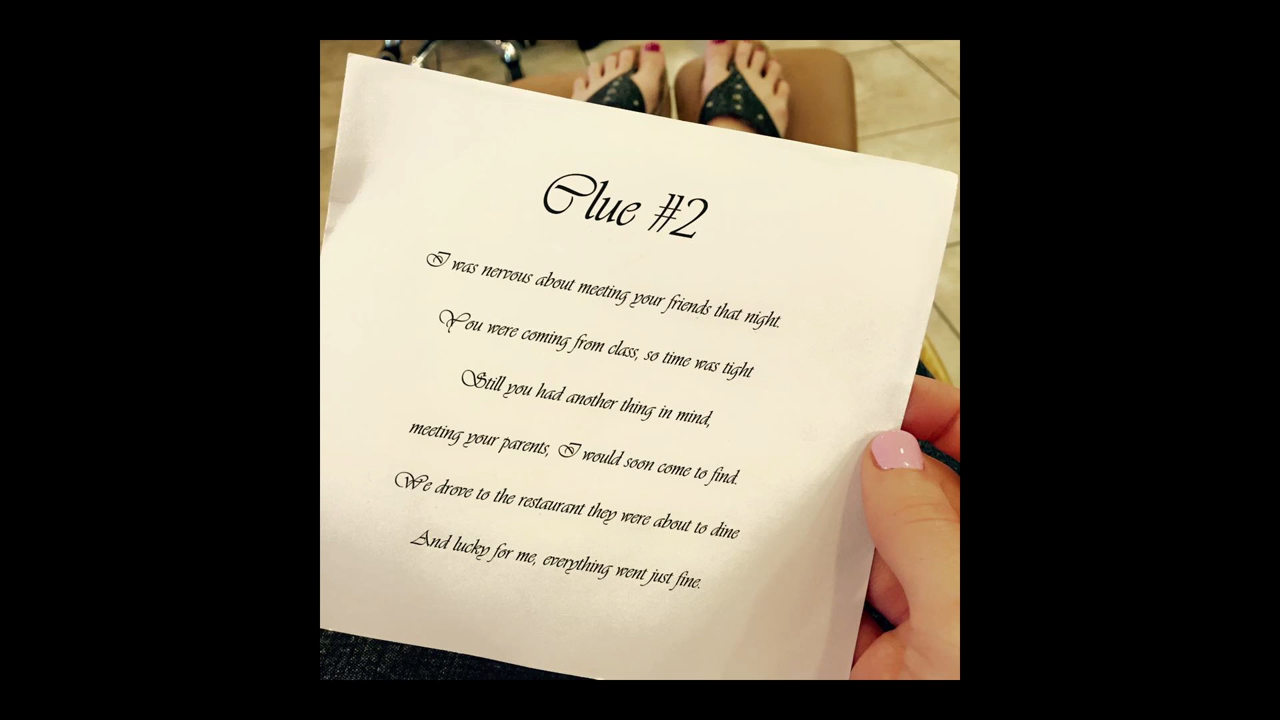 Clue #2
I was nervous about meeting your friends that night.
You were coming from class, so time was tight
Still you had another thing in mind,
meeting your parents, I would soon come to find.
We drove to the restaurant they were about to dine
And lucky for me, everything went just fine.